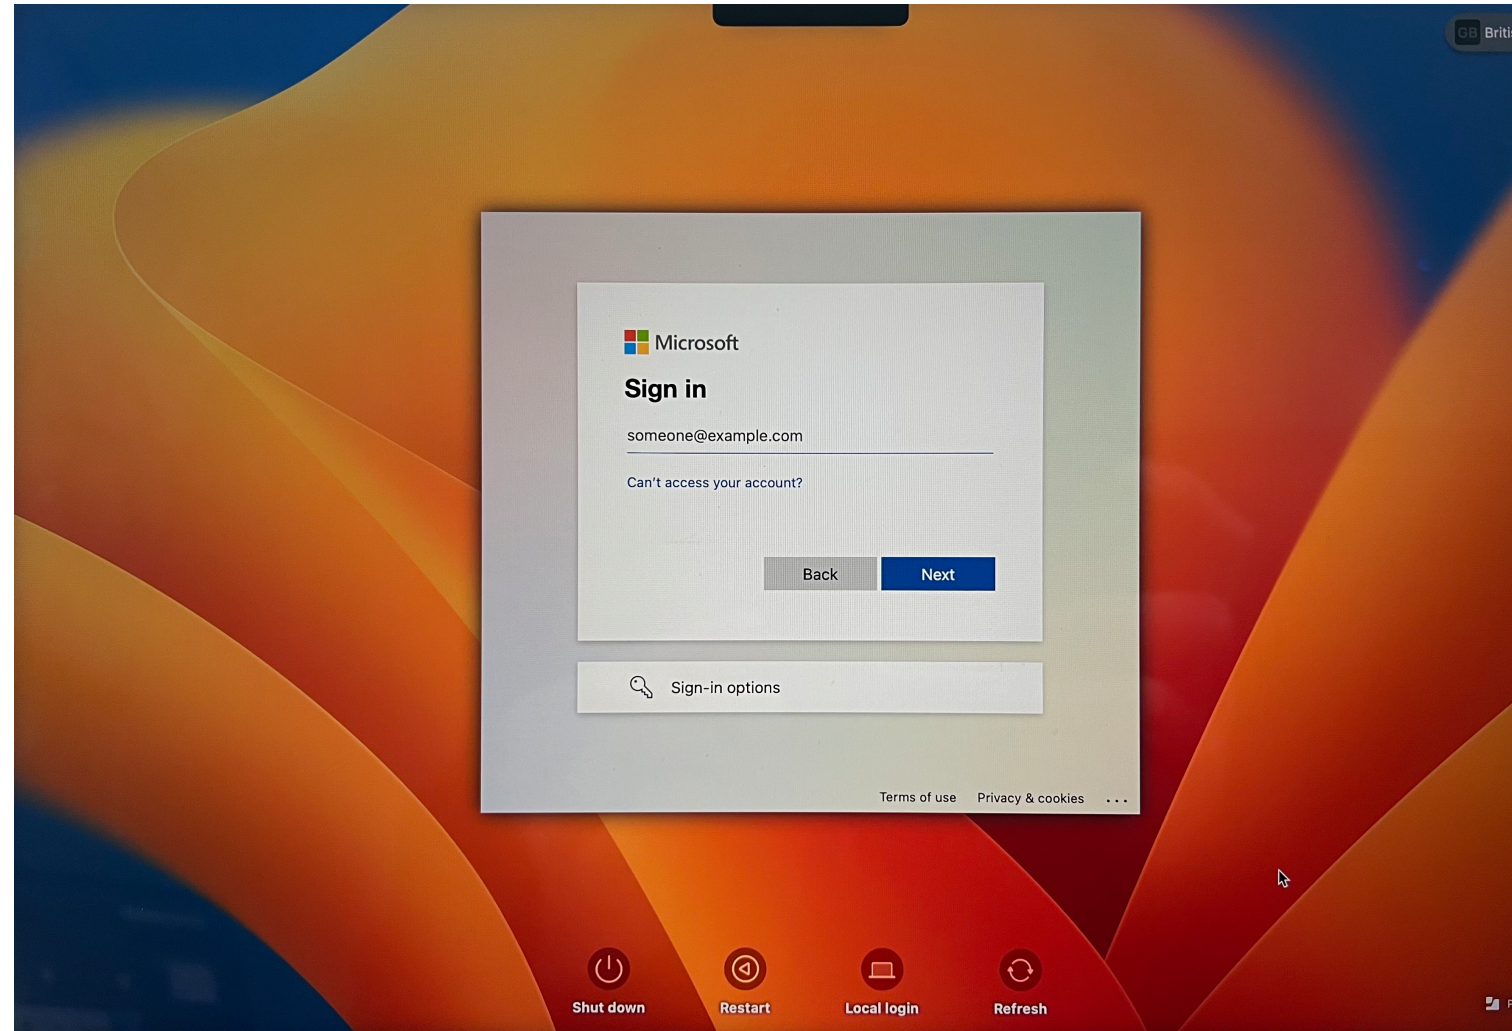 GB
Microsoft
Sign in
someone@example.com
Can't access your account?
Back
Next
Sign-in options
Terms of use
Privacy & cookies
...
Shut down
Restart
Local login
Refresh